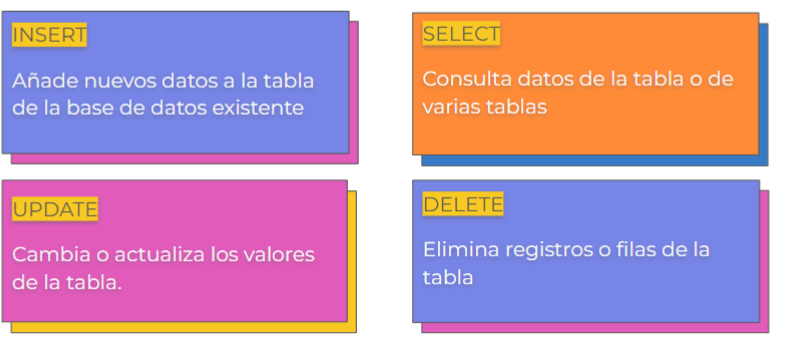 INSERT
Añade nuevos datos a la tabla
de la base de datos existente
SELECT
Consulta datos de la tabla o de
varias tablas
UPDATE
Cambia o actualiza los valores
de la tabla.
DELETE
Elimina registros o filas de la
tabla